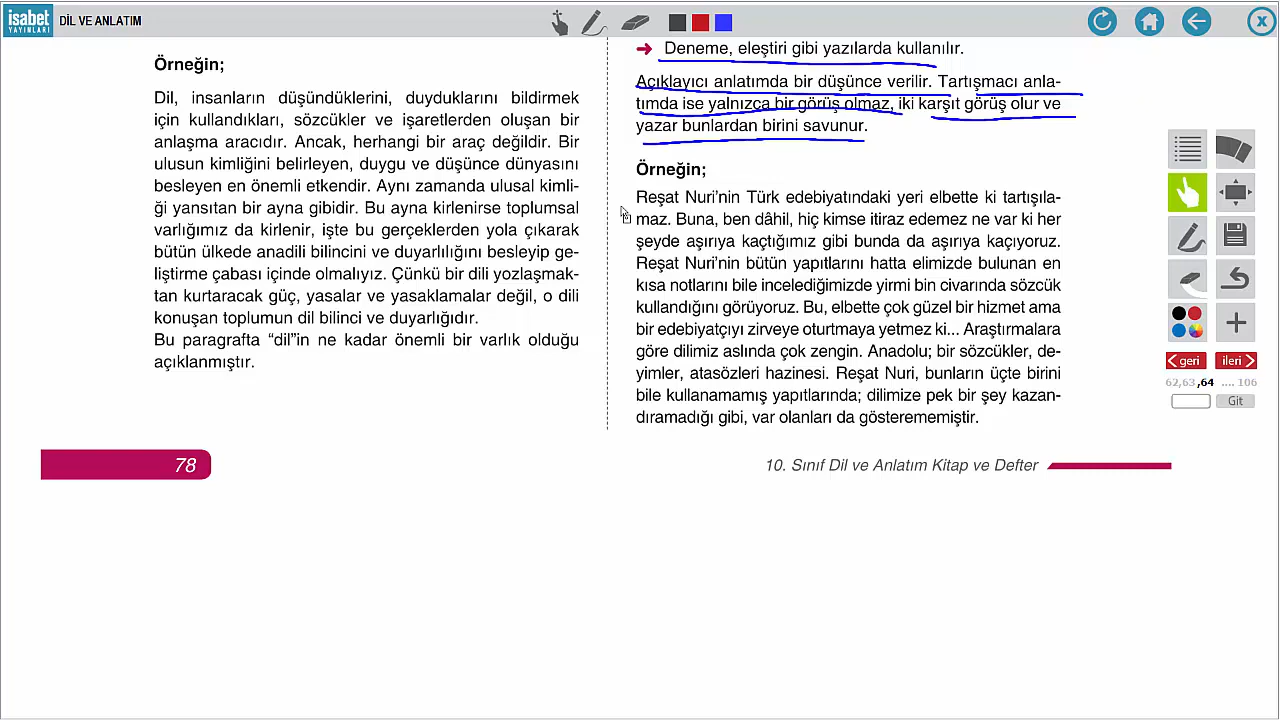 isabet
YAYINLARI
DİL VE ANLATIM
Örneğin;
Dil, insanların düşündüklerini, duyduklarını bildirmek
için kullandıkları, sözcükler ve işaretlerden oluşan bir
anlaşma aracıdır. Ancak, herhangi bir araç değildir. Bir
ulusun kimliğini belirleyen, duygu ve düşünce dünyasını
besleyen en önemli etkendir. Aynı zamanda ulusal kimli-
ği yansıtan bir ayna gibidir. Bu ayna kirlenirse toplumsal
varlığımız da kirlenir, işte bu gerçeklerden yola çıkarak
bütün ülkede anadili bilincini ve duyarlılığını besleyip ge-
liştirme çabası içinde olmalıyız. Çünkü bir dili yozlaşmak-
tan kurtaracak güç, yasalar ve yasaklamalar değil, o dili
konuşan toplumun dil bilinci ve duyarlığıdır.
Bu paragrafta “dil”in ne kadar önemli bir varlık olduğu
açıklanmıştır.
78
➜ Deneme, eleştiri gibi yazılarda kullanılır.
Açıklayıcı anlatımda bir düşünce verilir. Tartışmacı anla-
tımda ise yalnızca bir görüş olmaz, iki karşıt görüş olur ve
yazar bunlardan birini savunur.
Örneğin;
Reşat Nuri’nin Türk edebiyatındaki yeri elbette ki tartışıla-
maz. Buna, ben dâhil, hiç kimse itiraz edemez ne var ki her
şeyde aşırıya kaçtığımız gibi bunda da aşırıya kaçıyoruz.
Reşat Nuri’nin bütün yapıtlarını hatta elimizde bulunan en
kısa notlarını bile incelediğimizde yirmi bin civarında sözcük
kullandığını görüyoruz. Bu, elbette çok güzel bir hizmet ama
bir edebiyatçıyı zirveye oturtmaya yetmez ki... Araştırmalara
göre dilimiz aslında çok zengin. Anadolu; bir sözcükler, de-
yimler, atasözleri hazinesi. Reşat Nuri, bunların üçte birini
bile kullanamamış yapıtlarında; dilimize pek bir şey kazan-
dıramadığı gibi, var olanları da gösterememiştir.
10. Sınıf Dil ve Anlatım Kitap ve Defter
geri
ileri
62,63,64 .... 106
Git